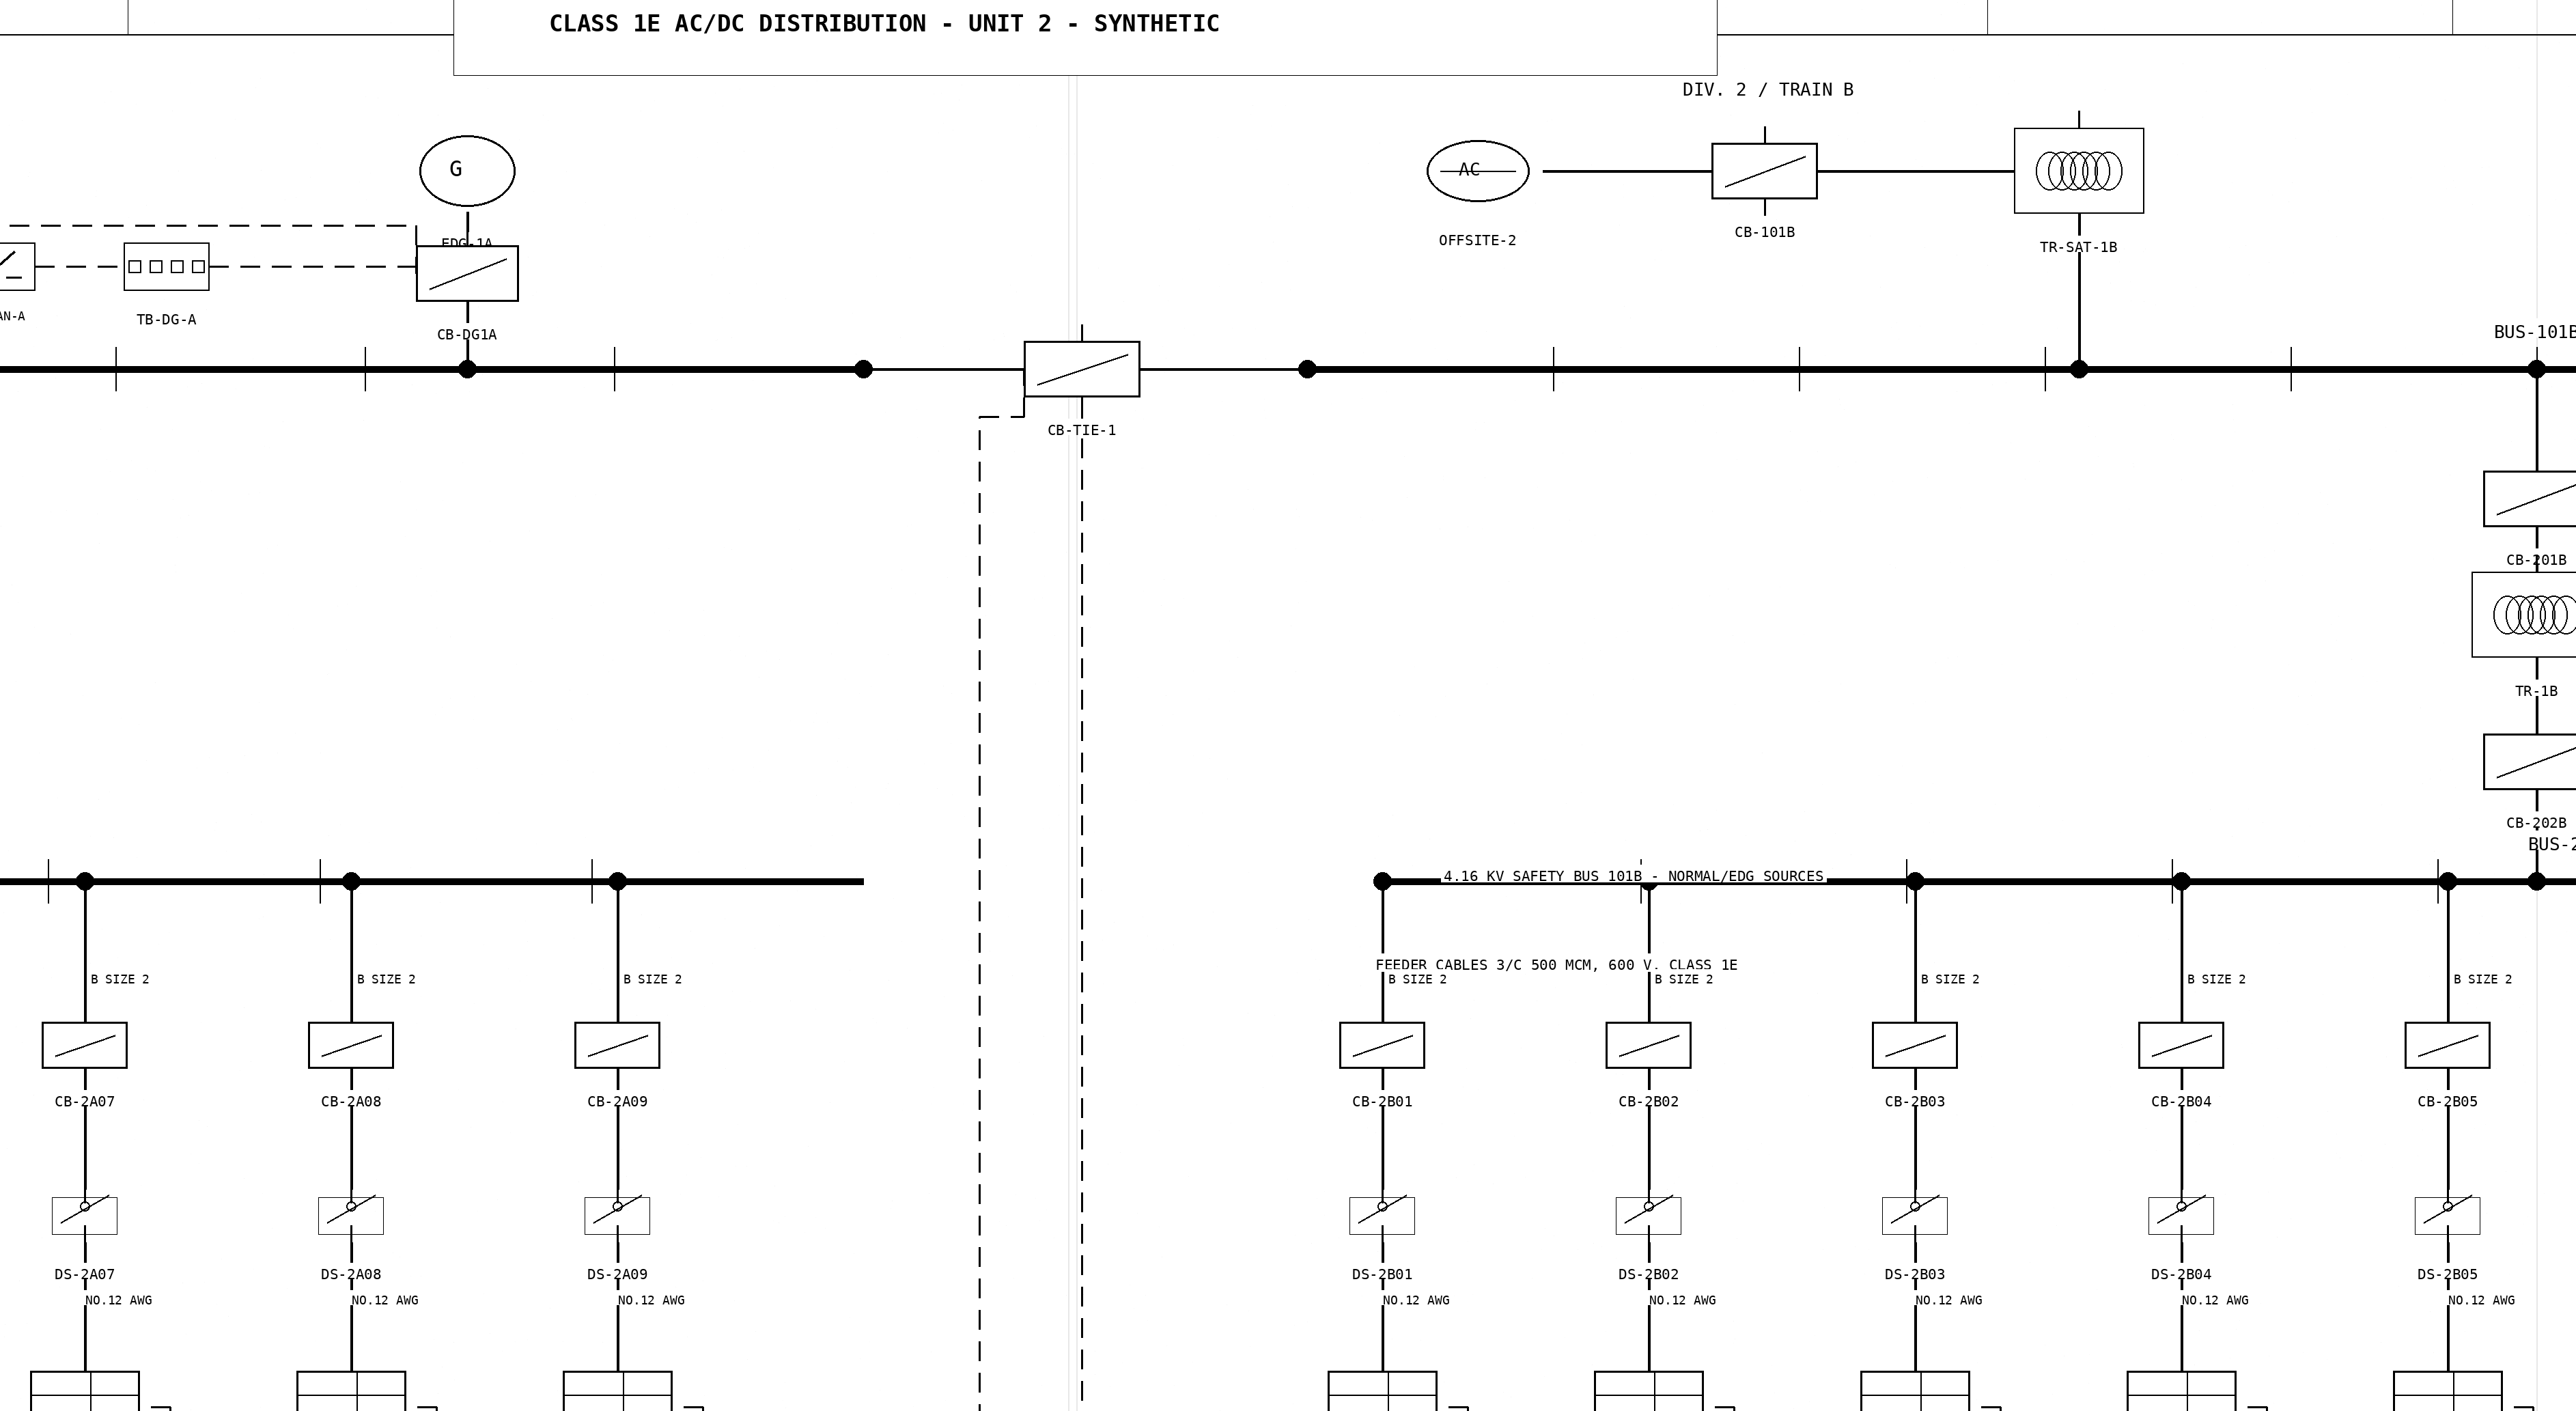 CLASS 1E AC/DC DISTRIBUTION - UNIT 2 - SYNTHETIC
DIV. 2 / TRAIN B
G
AC
EDG-1A
OFFSITE-2
CB-101B
TR-SAT-1B
AN-A
TB-DG-A
CB-DG1A
BUS-101B
CB-TIE-1
CB-201B
TR-1B
CB-202B
BUS-2
4.16 KV SAFETY BUS 101B - NORMAL/EDG SOURCES
FEEDER CABLES 3/C 500 MCM, 600 V. CLASS 1E
B SIZE 2 B SIZE 2 B SIZE 2 B SIZE 2 B SIZE 2 B SIZE 2 B SIZE 2 B SIZE 2
CB-2A07 CB-2A08 CB-2A09 CB-2B01 CB-2B02 CB-2B03 CB-2B04 CB-2B05
DS-2A07 DS-2A08 DS-2A09 DS-2B01 DS-2B02 DS-2B03 DS-2B04 DS-2B05
NO.12 AWG NO.12 AWG NO.12 AWG NO.12 AWG NO.12 AWG NO.12 AWG NO.12 AWG NO.12 AWG